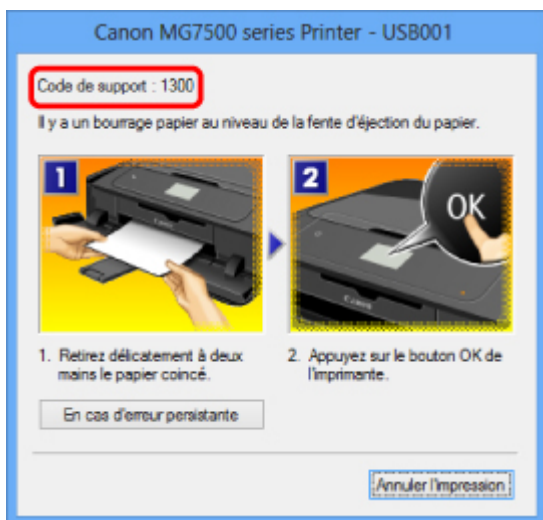 Canon MG7500 series Printer - USB001
Code de support : 1300
Il y a un bourrage papier au niveau de la fente d'éjection du papier.
1
2
OK
Canon
Canon
1. Retirez délicatement à deux
mains le papier coincé.
2. Appuyez sur le bouton OK de
l'imprimante.
En cas d'erreur persistante
Annuler l'impression